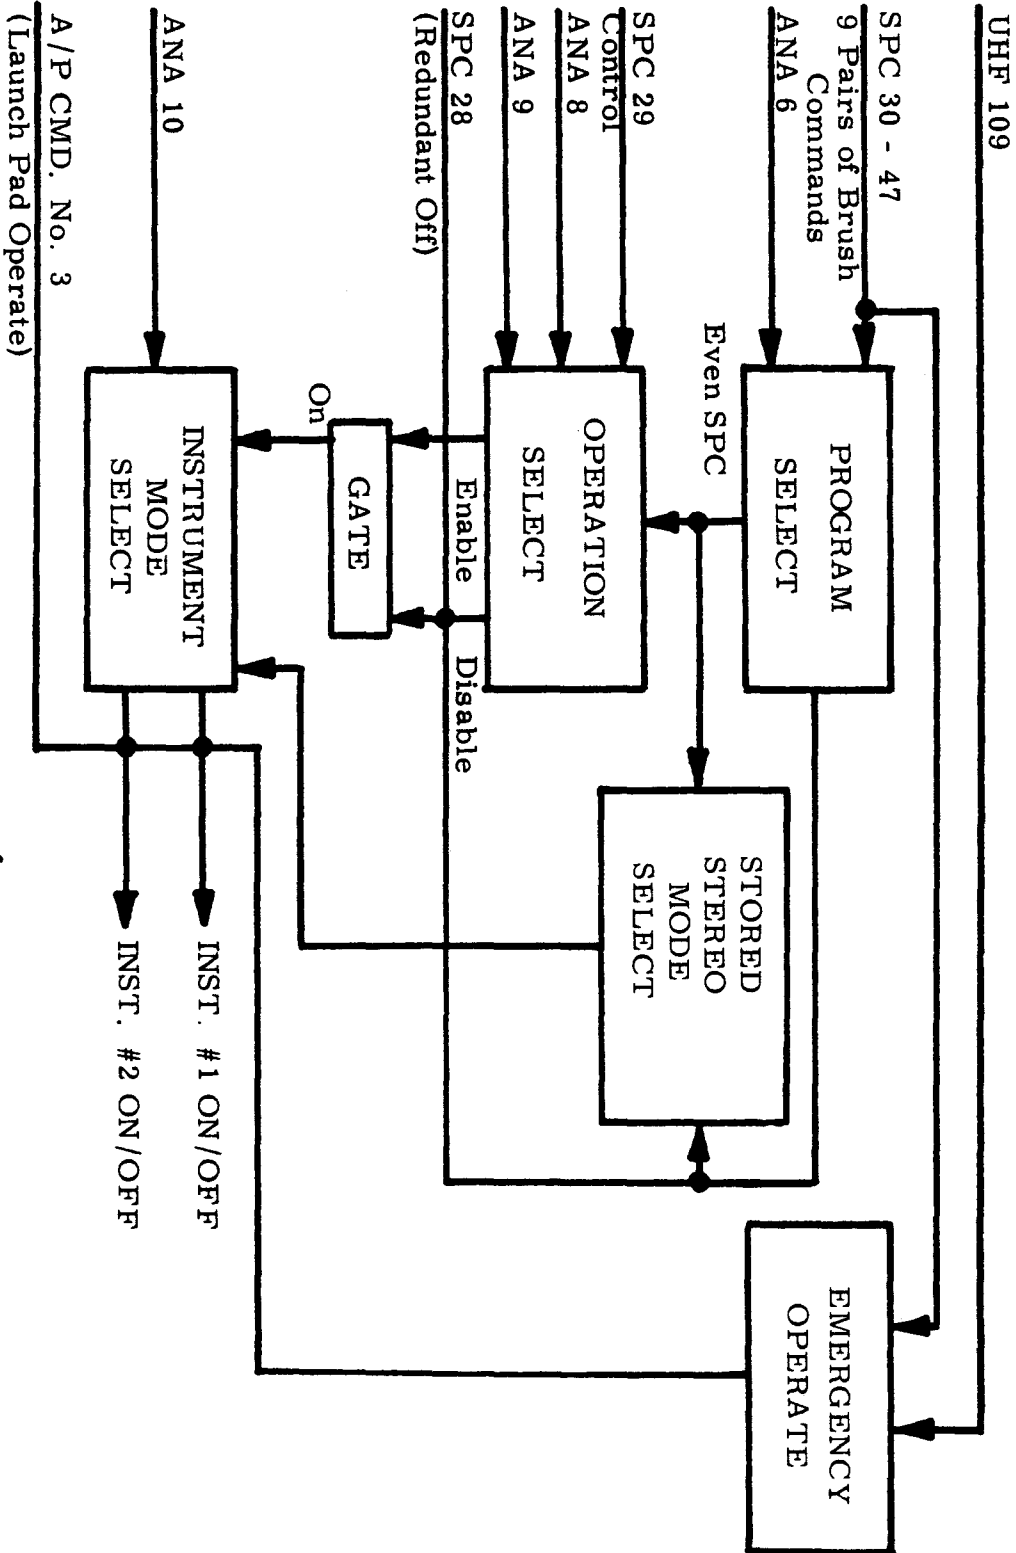 UHF 109
SPC 30 - 47
9 Pairs of Brush
Commands
ANA 6
PROGRAM
SELECT
Even SPC
SPC 29
Control
ANA 8
ANA 9
OPERATION
SELECT
SPC 28
(Redundant Off)
Enable
Disable
GATE
On
ANA 10
INSTRUMENT
MODE
SELECT
A/P CMD. No. 3
(Launch Pad Operate)
STORED
STEREO
MODE
SELECT
EMERGENCY
OPERATE
INST. #1 ON/OFF
INST. #2 ON/OFF